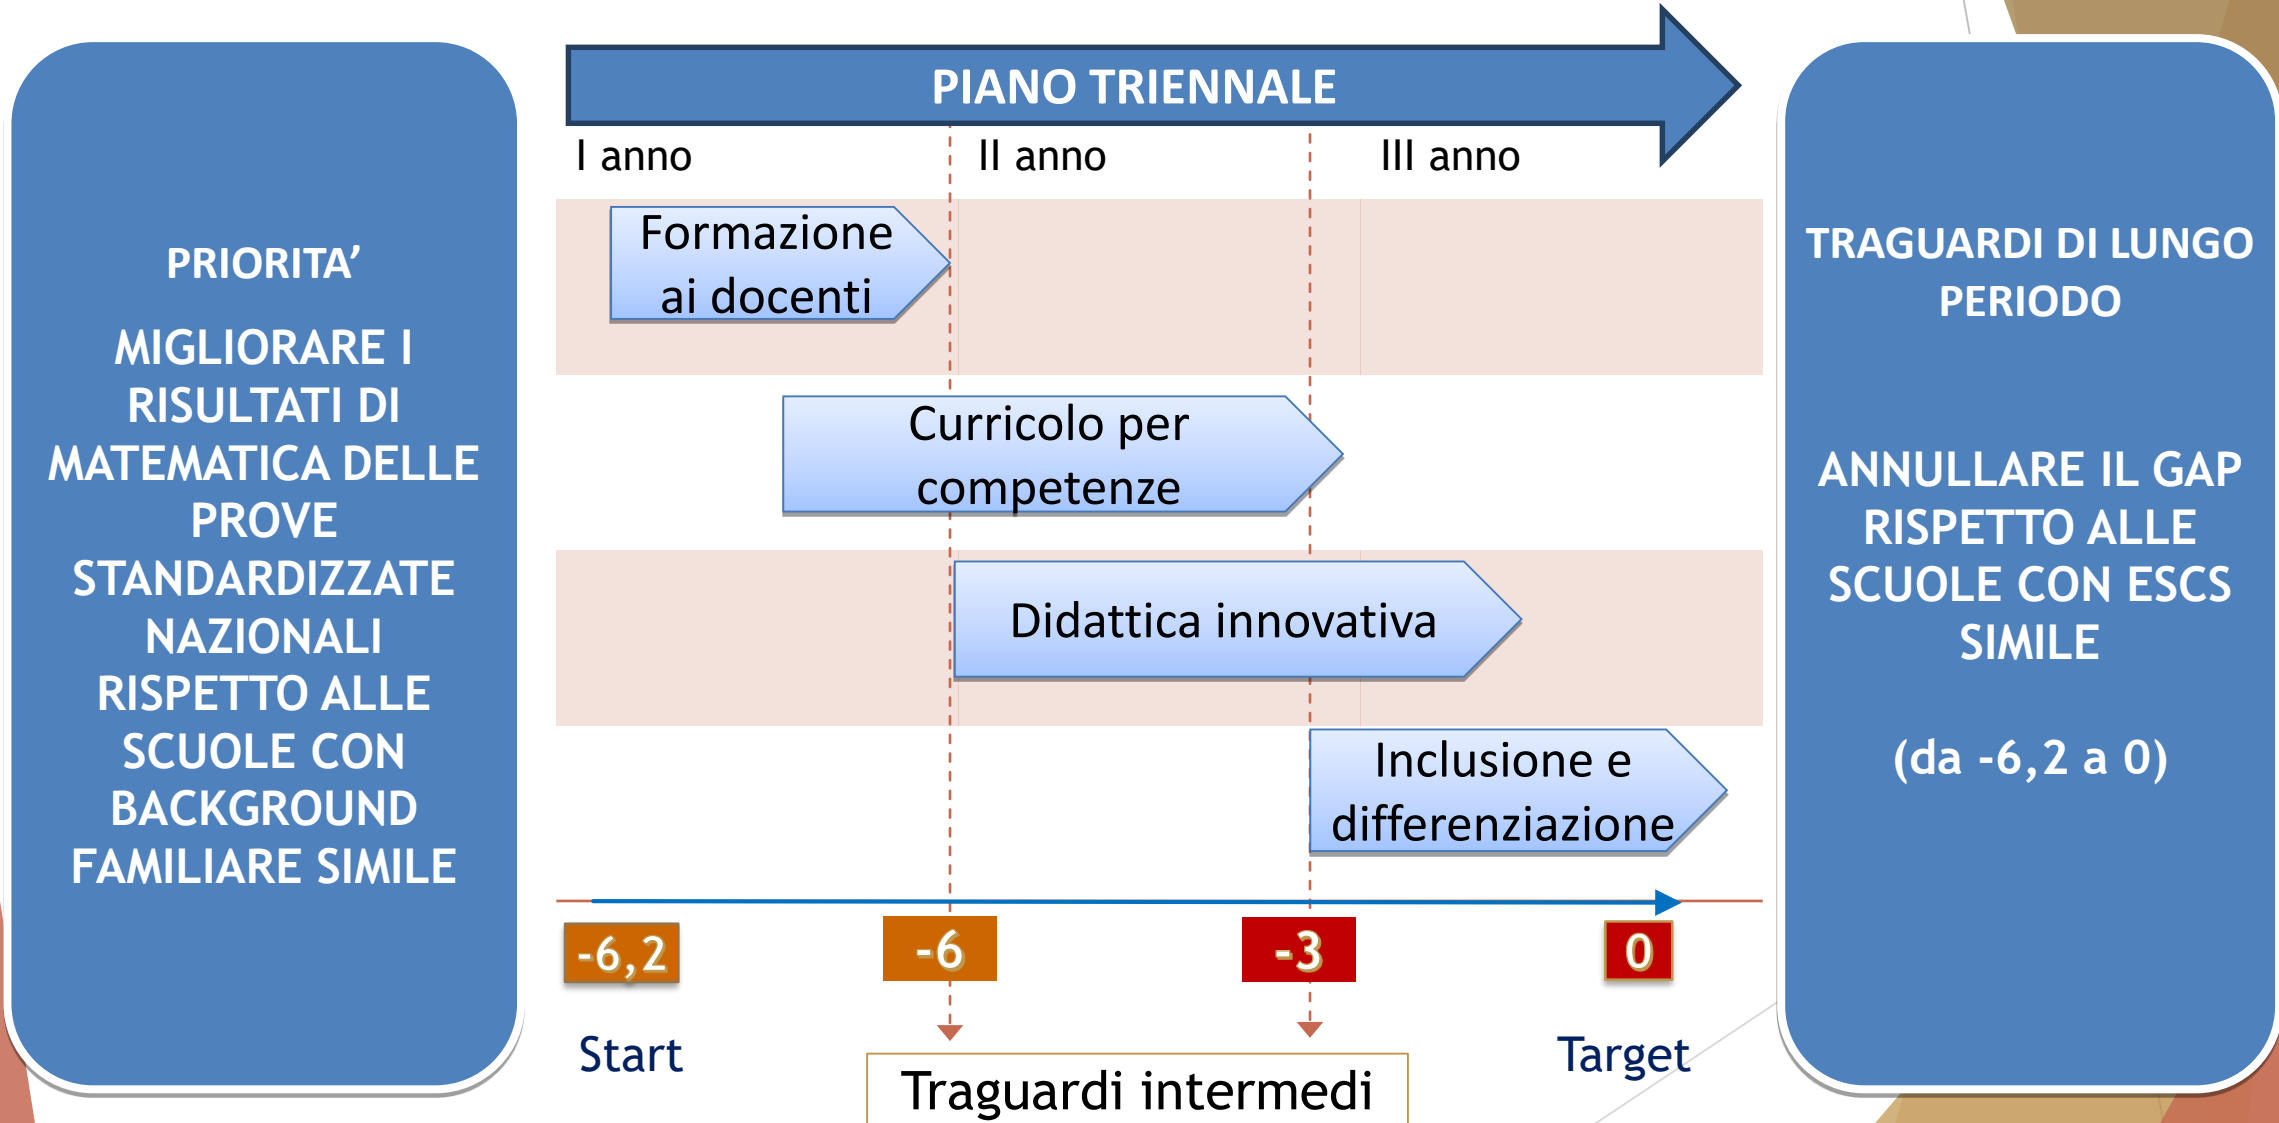 PRIORITA’
MIGLIORARE I
RISULTATI DI
MATEMATICA DELLE
PROVE
STANDARDIZZATE
NAZIONALI
RISPETTO ALLE
SCUOLE CON
BACKGROUND
FAMILIARE SIMILE
PIANO TRIENNALE
I anno
II anno
III anno
Formazione
ai docenti
Curricolo per
competenze
Didattica innovativa
Inclusione e
differenziazione
-6,2
-6
-3
0
Start
Target
Traguardi intermedi
TRAGUARDI DI LUNGO
PERIODO
ANNULLARE IL GAP
RISPETTO ALLE
SCUOLE CON ESCS
SIMILE
(da -6,2 a 0)